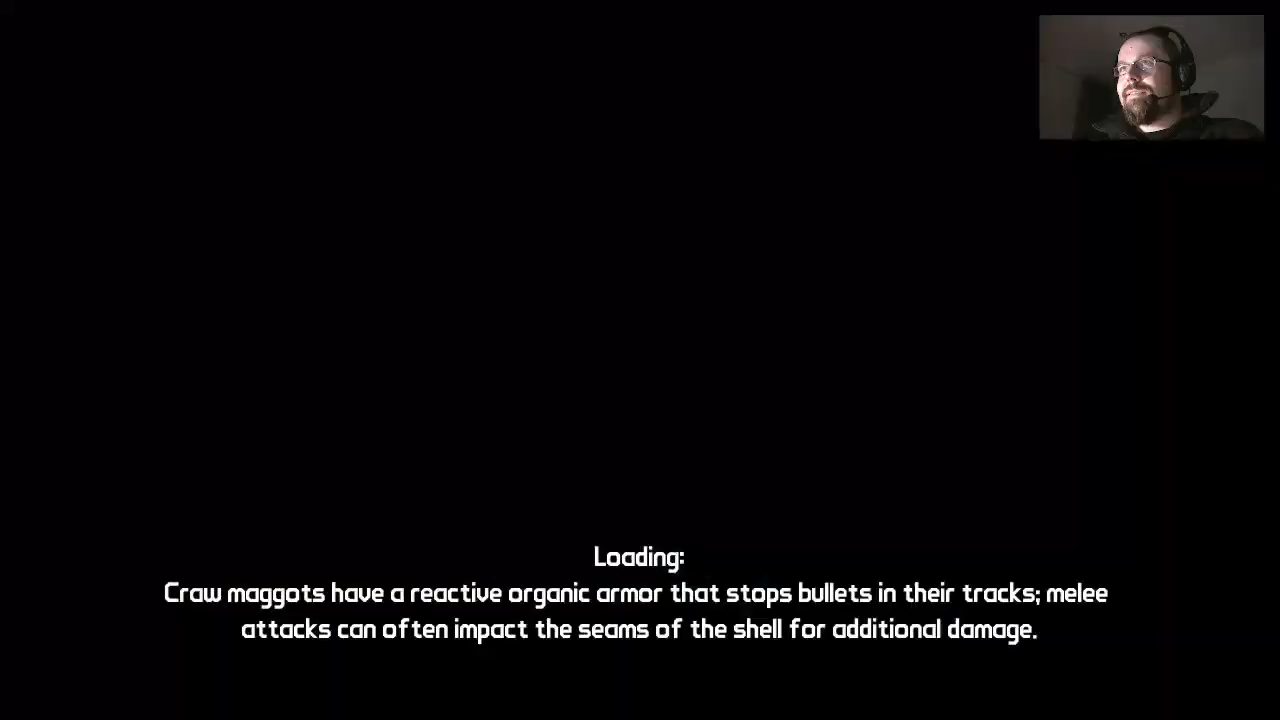 Loading:
Craw maggots have a reactive organic armor that stops bullets in their tracks; melee
attacks can often impact the seams of the shell for additional damage.